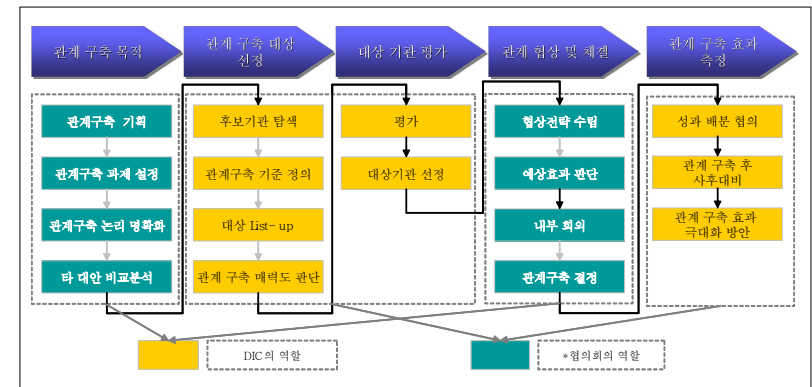 관계 구축 목적
관계 구축 대상
선정
대상 기관 평가
관계 협상 및 체결
관계 구축 효과
측정
관계구축 기획
관계구축 과제 설정
관계구축 논리 명확화
타 대안 비교분석
후보기관 탐색
관계구축 기준 정의
대상 list-up
관계 구축 매력도 판단
평가
대상기관 선정
협상전략 수립
예상효과 판단
내부 회의
관계구축 결정
성과 배분 협의
관계 구축 후
사후대비
관계 구축 효과
극대화 방안
DIC의 역할
*협의회의 역할